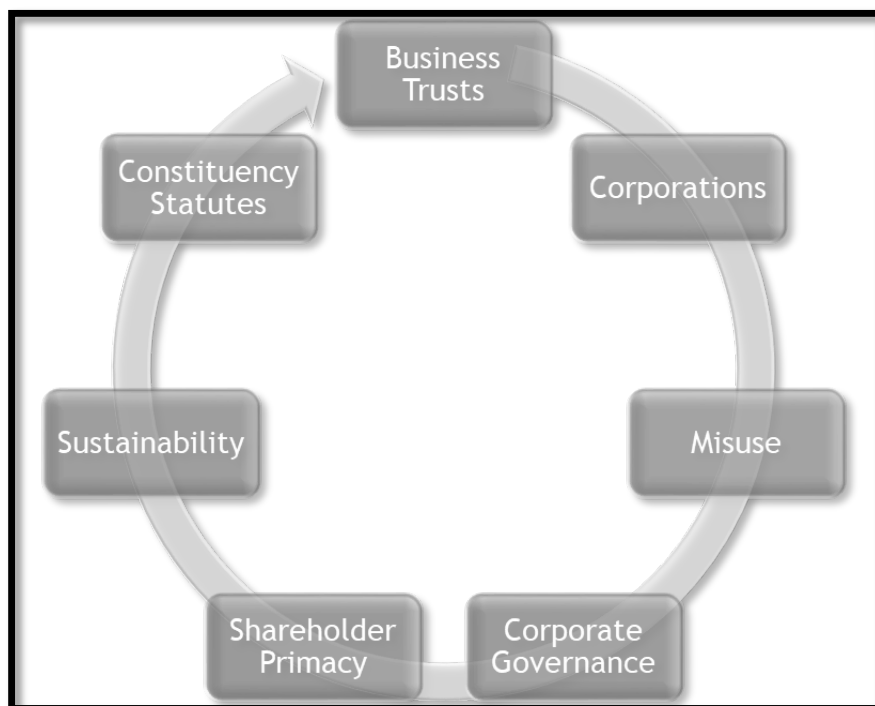 Business
Trusts
Corporations
Misuse
Corporate
Governance
Shareholder
Primacy
Sustainability
Constituency
Statutes